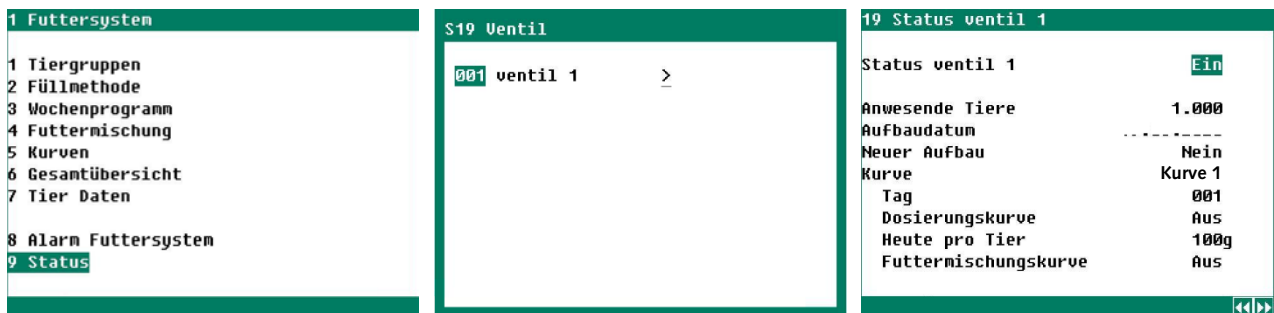 1 Futtersystem
1 Tiergruppen
2 Füllmethode
3 Wochenprogramm
4 Futtermischung
5 Kurven
6 Gesamtübersicht
7 Tier Daten
8 Alarm Futtersystem
9 Status
S19 Ventil
001 ventil 1 >
19 Status ventil 1
Status ventil 1 Ein
Anwesende Tiere 1.000
Aufbaudatum ..-..-....
Neuer Aufbau Nein
Kurve Kurve 1
Tag 001
Dosierungskurve Aus
Heute pro Tier 100g
Futtermischungskurve Aus